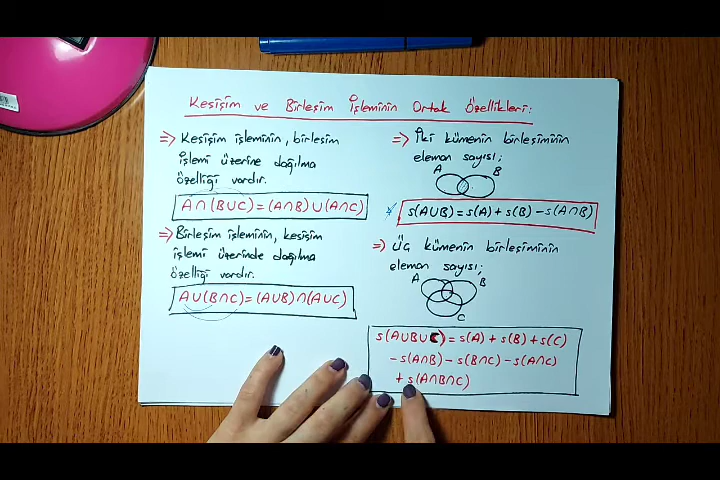 Kesişim ve Birleşim İşleminin Ortak Özellikleri:
⇒ Kesişim işleminin, birleşim
işlemi üzerine dağılma
özelliği vardır.
A∩(B∪C)=(A∩B)∪(A∩C)
⇒ Birleşim işleminin, kesişim
işlemi üzerinde dağılma
özelliği vardır.
A∪(B∩C)=(A∪B)∩(A∪C)
⇒ İki kümenin birleşiminin
eleman sayısı;
A B
s(A∪B)=s(A)+s(B)-s(A∩B)
⇒ Üç kümenin birleşiminin
eleman sayısı;
A B
C
s(A∪B∪C)=s(A)+s(B)+s(C)
-s(A∩B)-s(B∩C)-s(A∩C)
+s(A∩B∩C)